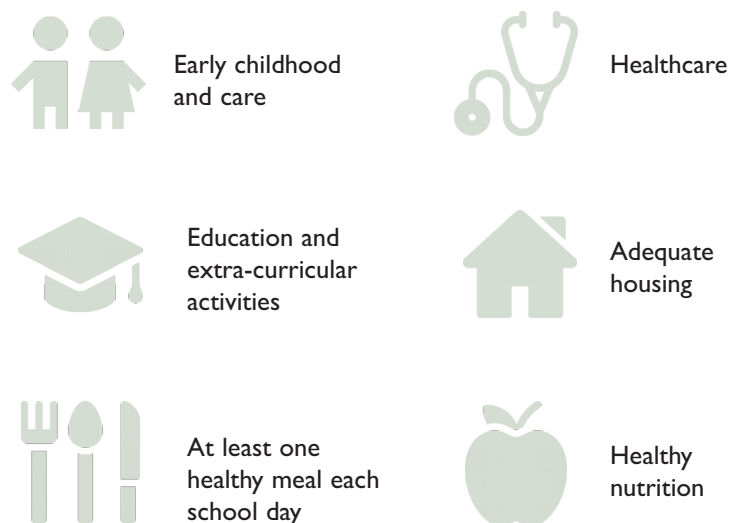 Early childhood
and care
Healthcare
Education and
extra-curricular
activities
Adequate
housing
At least one
healthy meal each
school day
Healthy
nutrition